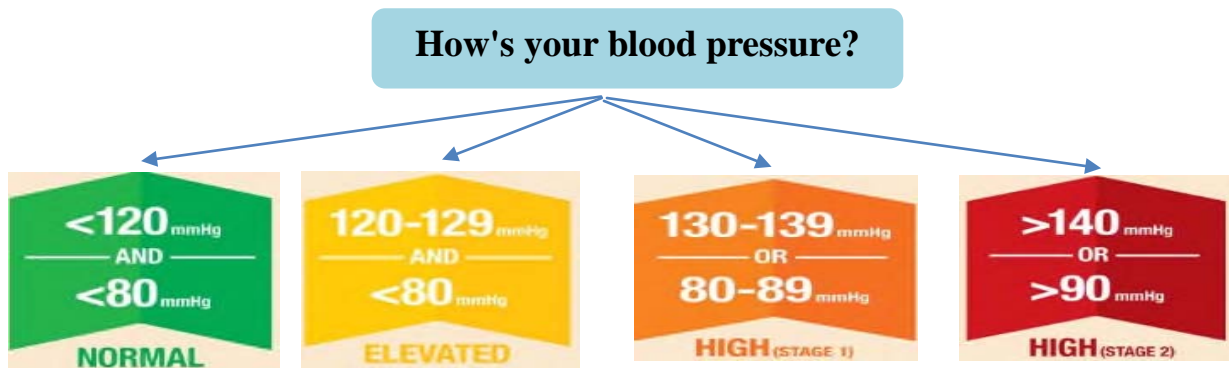 How's your blood pressure?
<120 mmHg
AND
<80 mmHg
NORMAL
120-129 mmHg
AND
<80 mmHg
ELEVATED
130-139 mmHg
OR
80-89 mmHg
HIGH (STAGE 1)
>140 mmHg
OR
>90 mmHg
HIGH (STAGE 2)